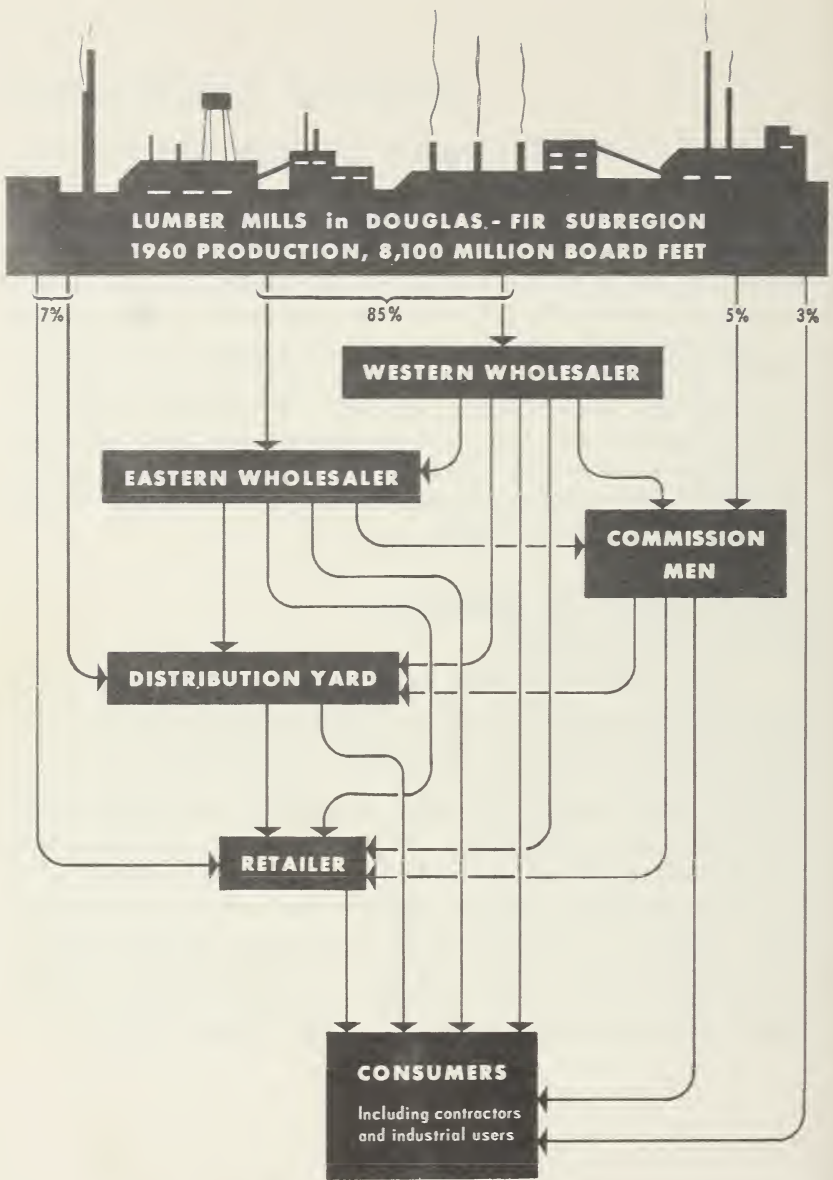 LUMBER MILLS in DOUGLAS.-FIR SUBREGION
1960 PRODUCTION, 8,100 MILLION BOARD FEET
7%
85%
5%
3%
WESTERN WHOLESALER
EASTERN WHOLESALER
COMMISSION
MEN
DISTRIBUTION YARD
RETAILER
CONSUMERS
Including contractors
and industrial users